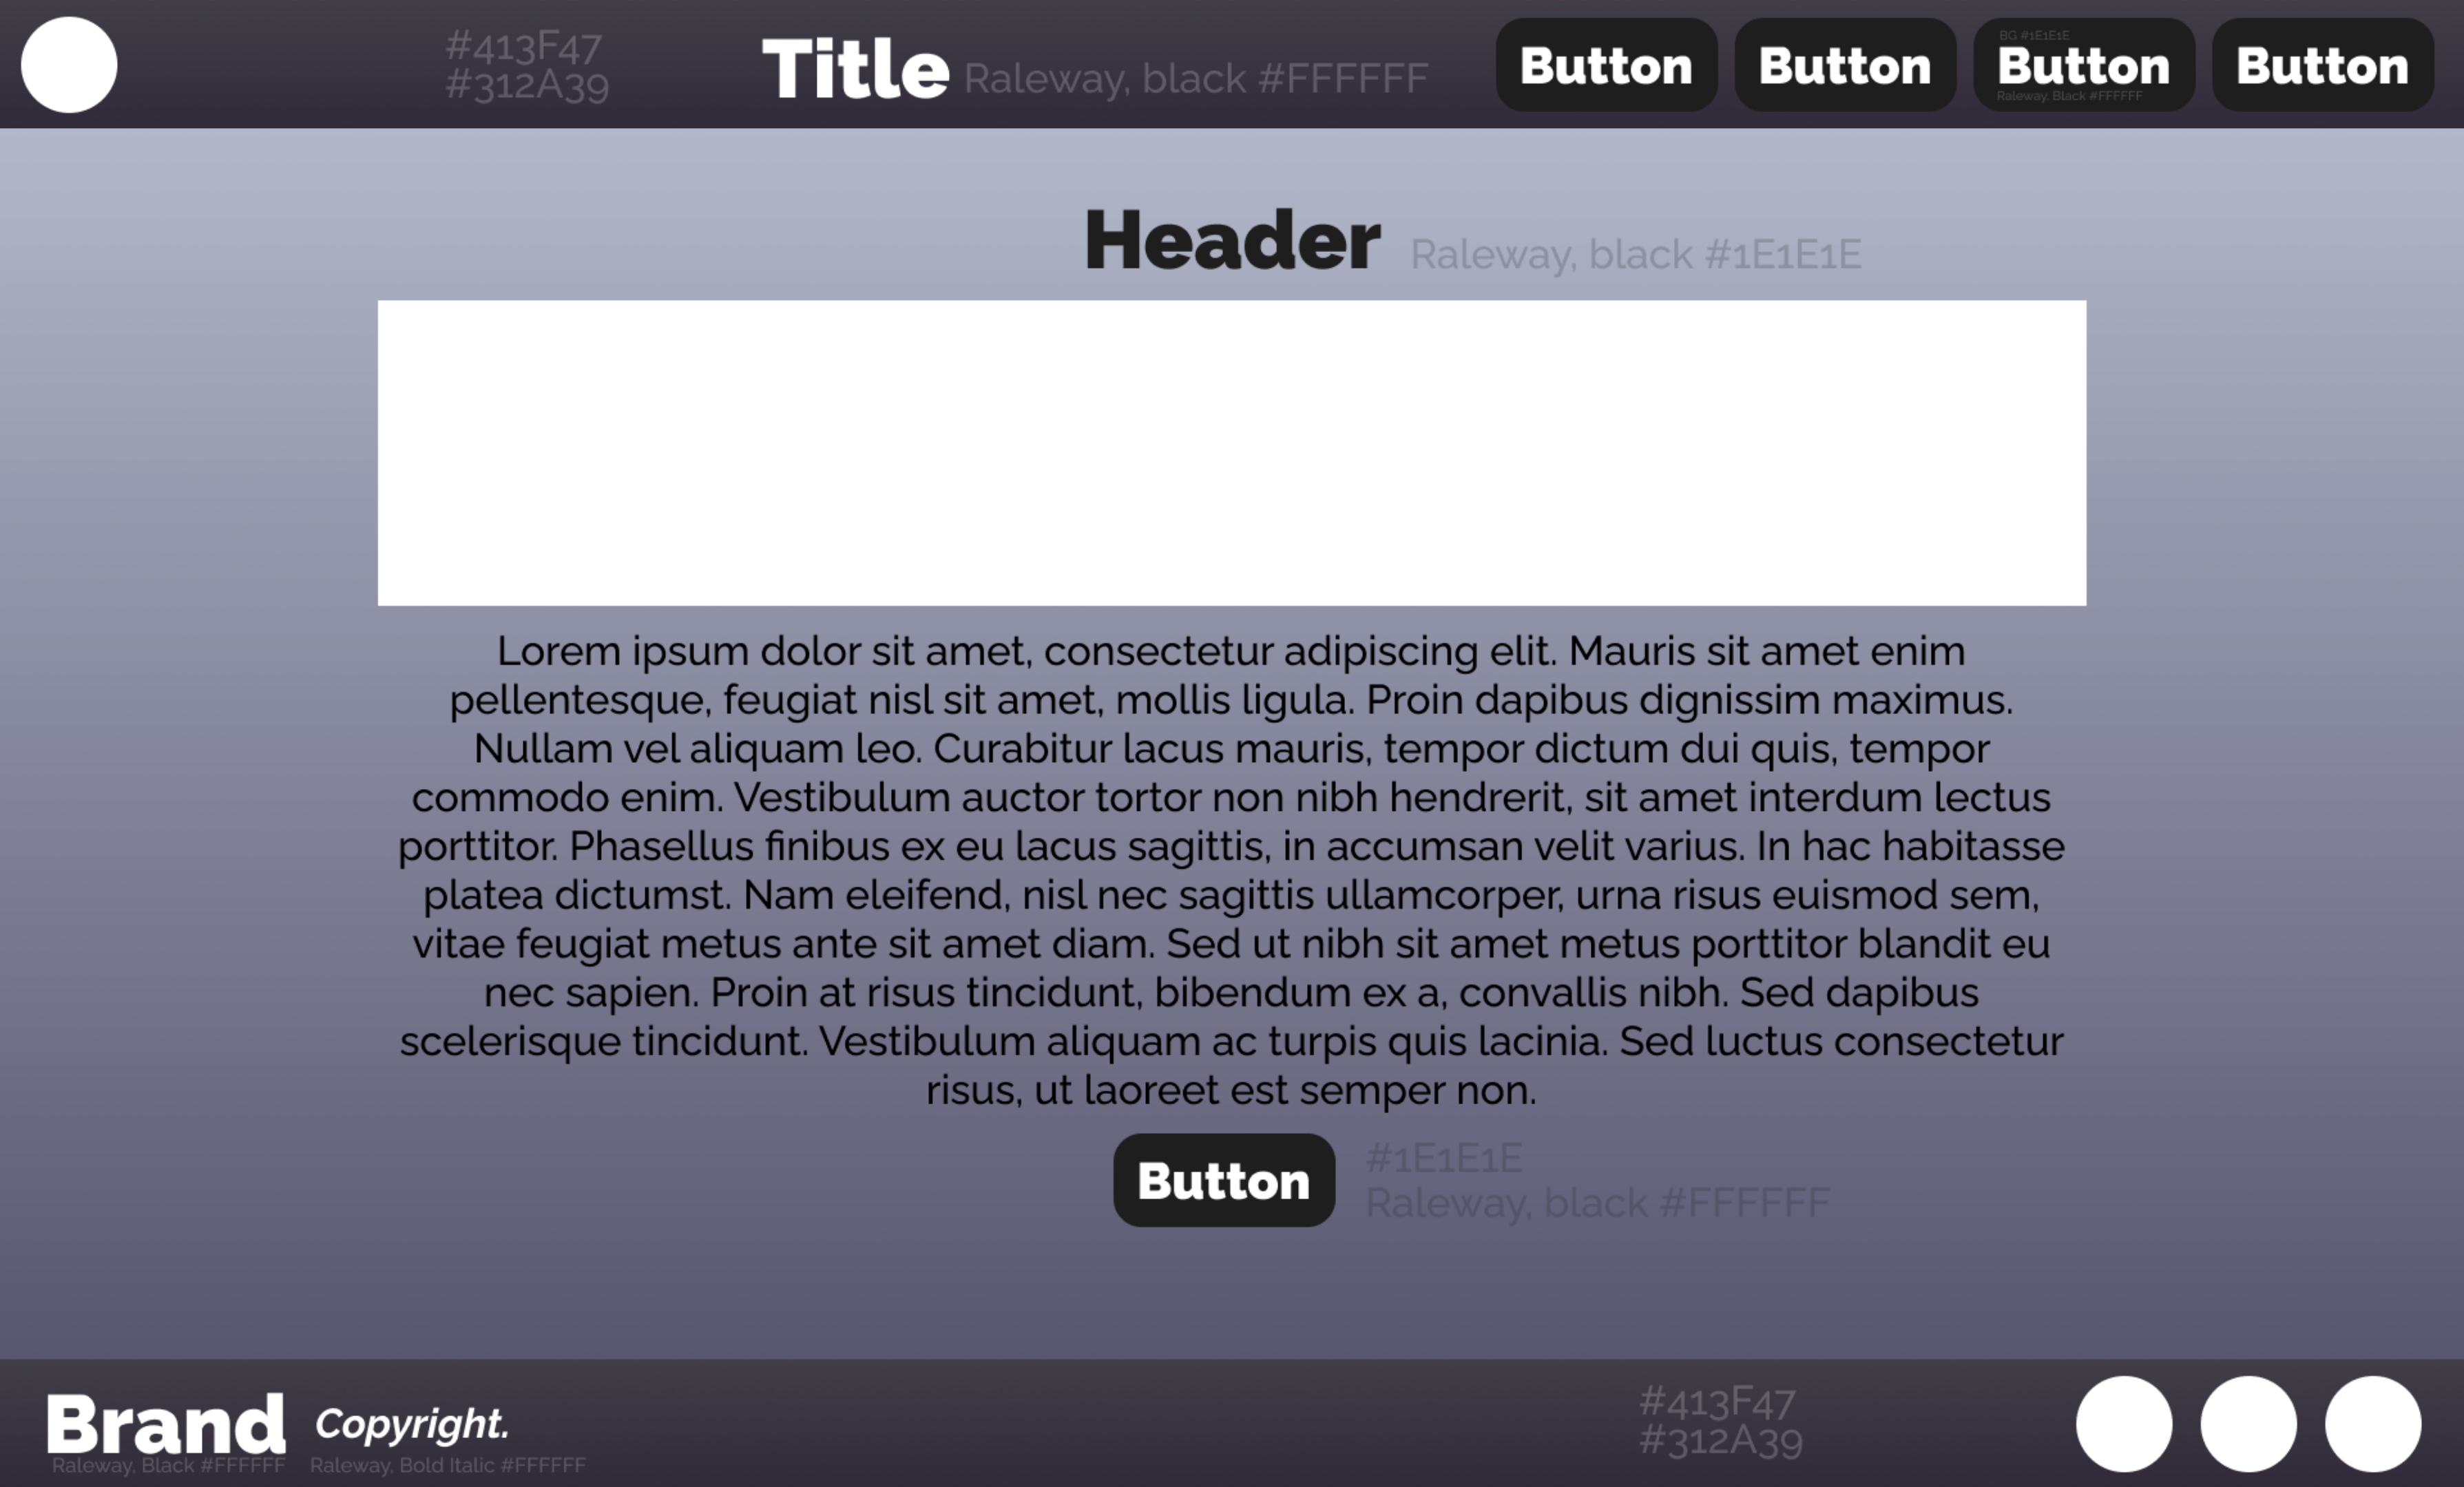 #413F47
#312A39
Title Raleway, black #FFFFFF
Button
Button
BG #1E1E1E
Button
Raleway, Black #FFFFFF
Button
Header Raleway, black #1E1E1E
Lorem ipsum dolor sit amet, consectetur adipiscing elit. Mauris sit amet enim
pellentesque, feugiat nisl sit amet, mollis ligula. Proin dapibus dignissim maximus.
Nullam vel aliquam leo. Curabitur lacus mauris, tempor dictum dui quis, tempor
commodo enim. Vestibulum auctor tortor non nibh hendrerit, sit amet interdum lectus
porttitor. Phasellus finibus ex eu lacus sagittis, in accumsan velit varius. In hac habitasse
platea dictumst. Nam eleifend, nisl nec sagittis ullamcorper, urna risus euismod sem,
vitae feugiat metus ante sit amet diam. Sed ut nibh sit amet metus porttitor blandit eu
nec sapien. Proin at risus tincidunt, bibendum ex a, convallis nibh. Sed dapibus
scelerisque tincidunt. Vestibulum aliquam ac turpis quis lacinia. Sed luctus consectetur
risus, ut laoreet est semper non.
Button
#1E1E1E
Raleway, black #FFFFFF
Brand
Raleway, Black #FFFFFF
Copyright.
Raleway, Bold Italic #FFFFFF
#413F47
#312A39